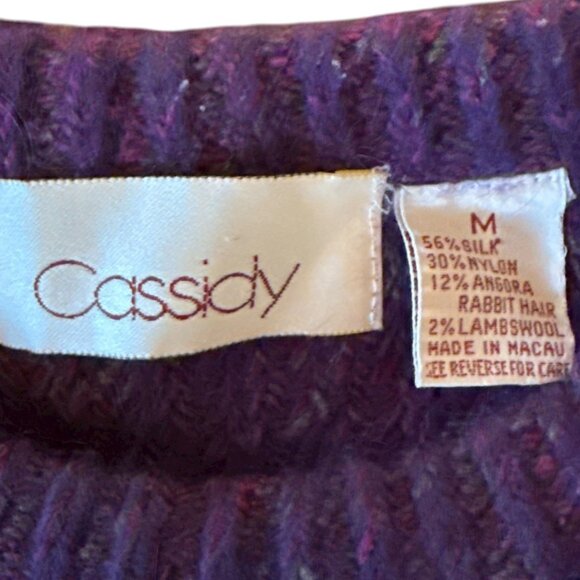 Cassidy
M
56% SILK
30% NYLON
12% ANGORA
RABBIT HAIR
2% LAMBSWOOL
MADE IN MACAU
SEE REVERSE FOR CARE